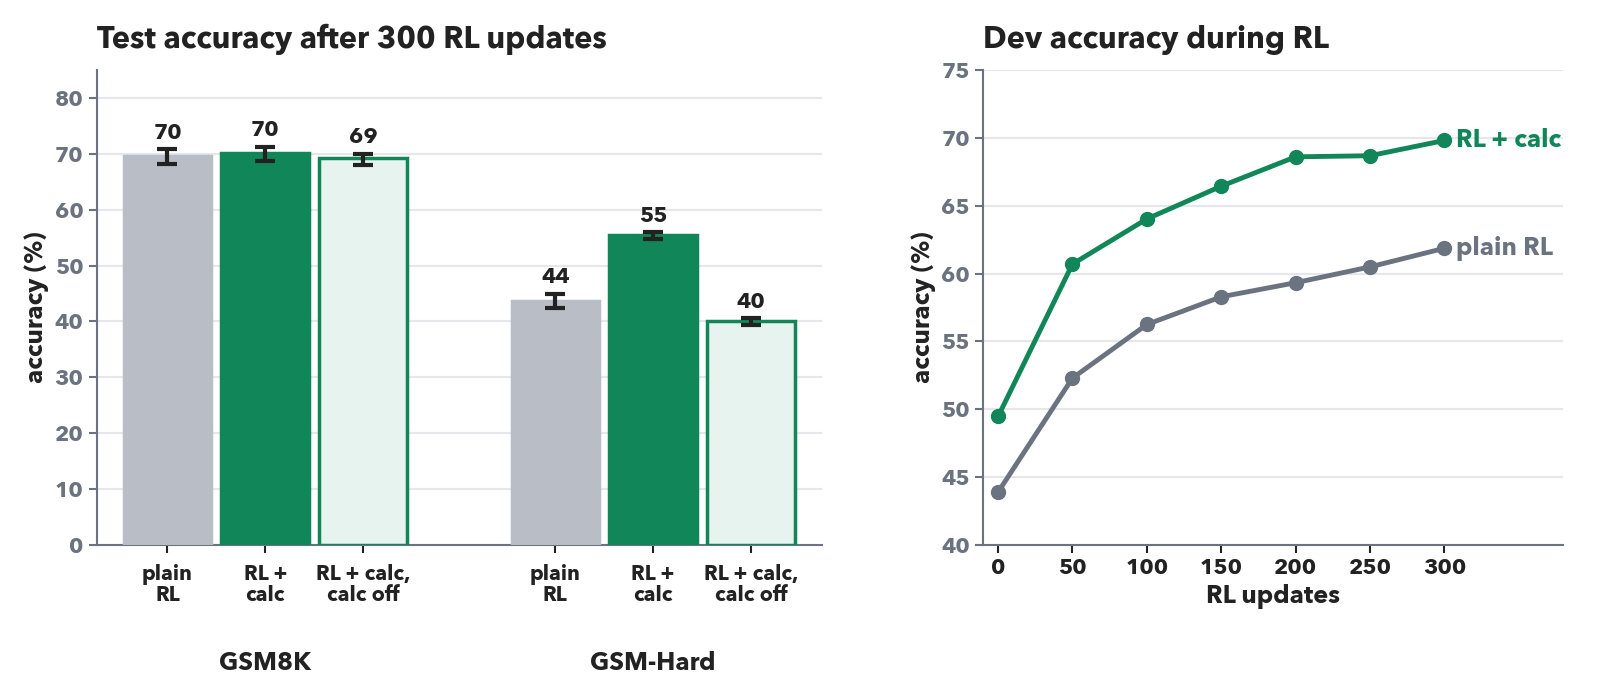 Test accuracy after 300 RL updates
accuracy (%)
80
70
60
50
40
30
20
10
0
70
70
69
44
55
40
plain
RL
RL +
calc
RL + calc,
calc off
plain
RL
RL +
calc
RL + calc,
calc off
GSM8K
GSM-Hard
Dev accuracy during RL
accuracy (%)
75
70
65
60
55
50
45
40
RL + calc
plain RL
0 50 100 150 200 250 300
RL updates